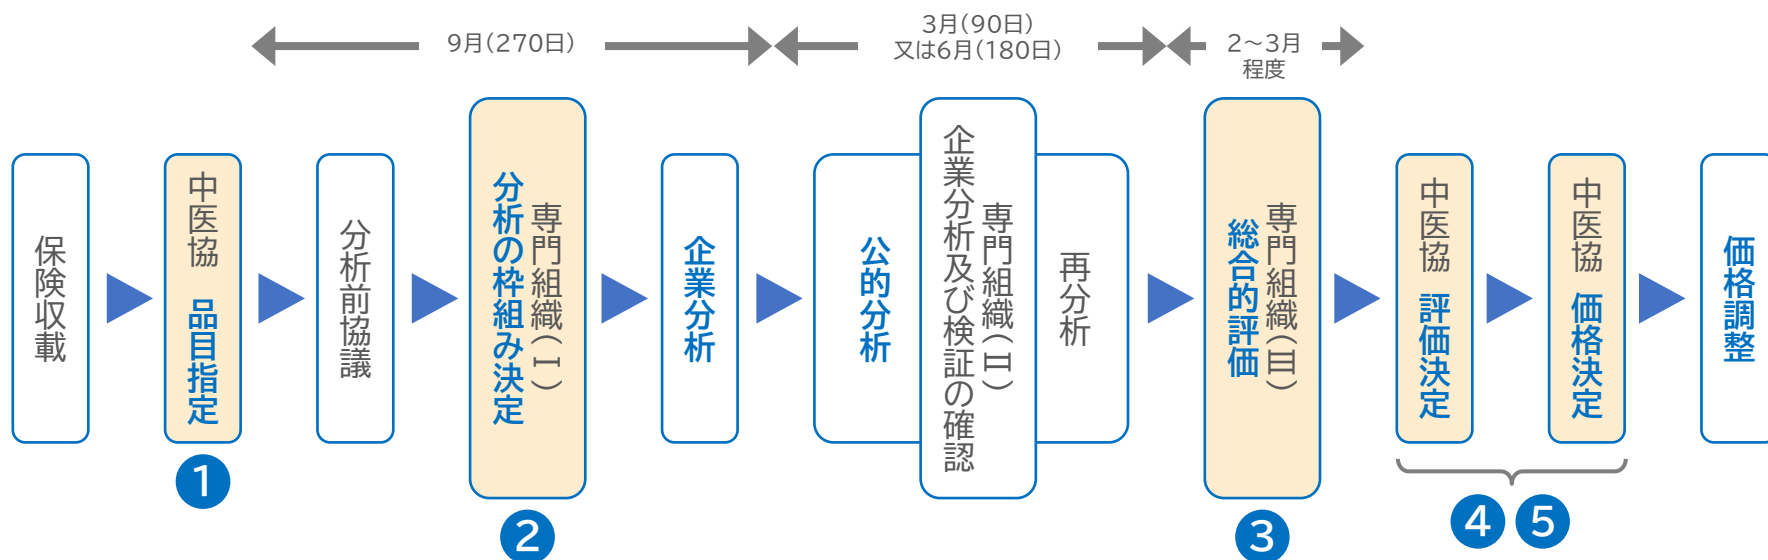 9月(270日)
3月(90日)
又は6月(180日)
2～3月
程度
保険収載
中医協 品目指定
分析前協議
専門組織(Ⅰ)
分析の枠組み決定
企業分析
公的分析
専門組織(Ⅱ)
企業分析及び検証の確認
再分析
専門組織(Ⅲ)
総合的評価
中医協 評価決定
中医協 価格決定
価格調整
1
2
3
4 5